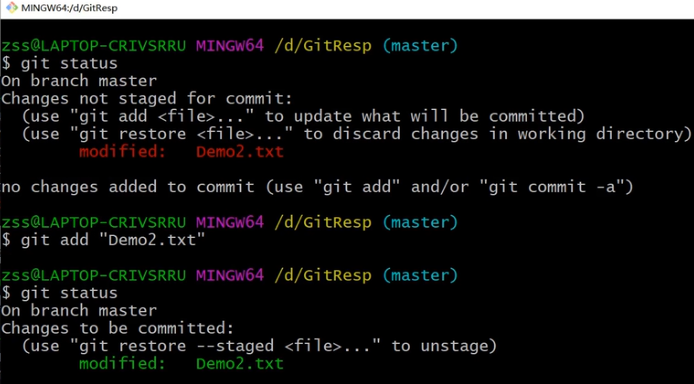 MINGW64:/d/GitResp
zss@LAPTOP-CRIVSRRU MINGW64 /d/GitResp (master)
$ git status
On branch master
Changes not staged for commit:
  (use "git add <file>..." to update what will be committed)
  (use "git restore <file>..." to discard changes in working directory)
        modified:   Demo2.txt
no changes added to commit (use "git add" and/or "git commit -a")
zss@LAPTOP-CRIVSRRU MINGW64 /d/GitResp (master)
$ git add "Demo2.txt"
zss@LAPTOP-CRIVSRRU MINGW64 /d/GitResp (master)
$ git status
On branch master
Changes to be committed:
  (use "git restore --staged <file>..." to unstage)
        modified:   Demo2.txt